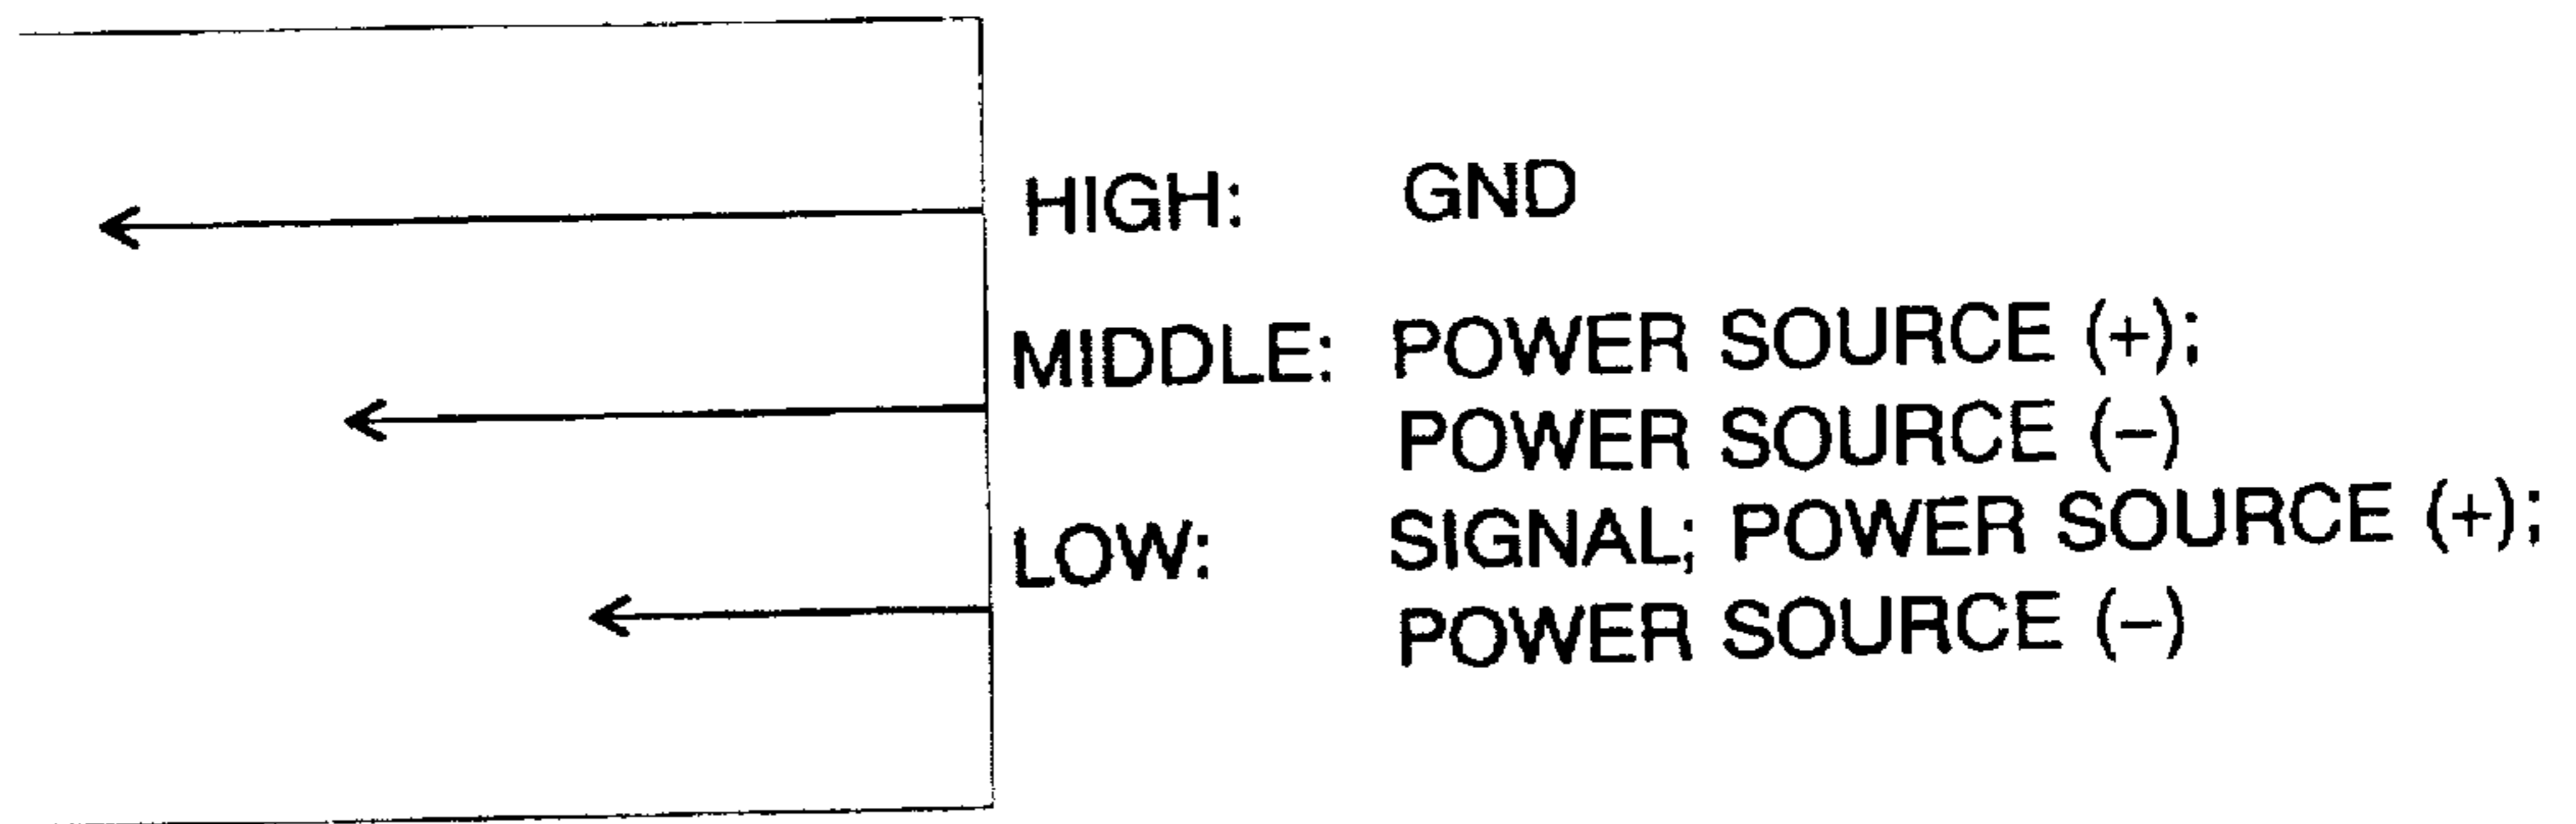 HIGH: GND
MIDDLE: POWER SOURCE (+);
POWER SOURCE (−)
LOW: SIGNAL; POWER SOURCE (+);
POWER SOURCE (−)